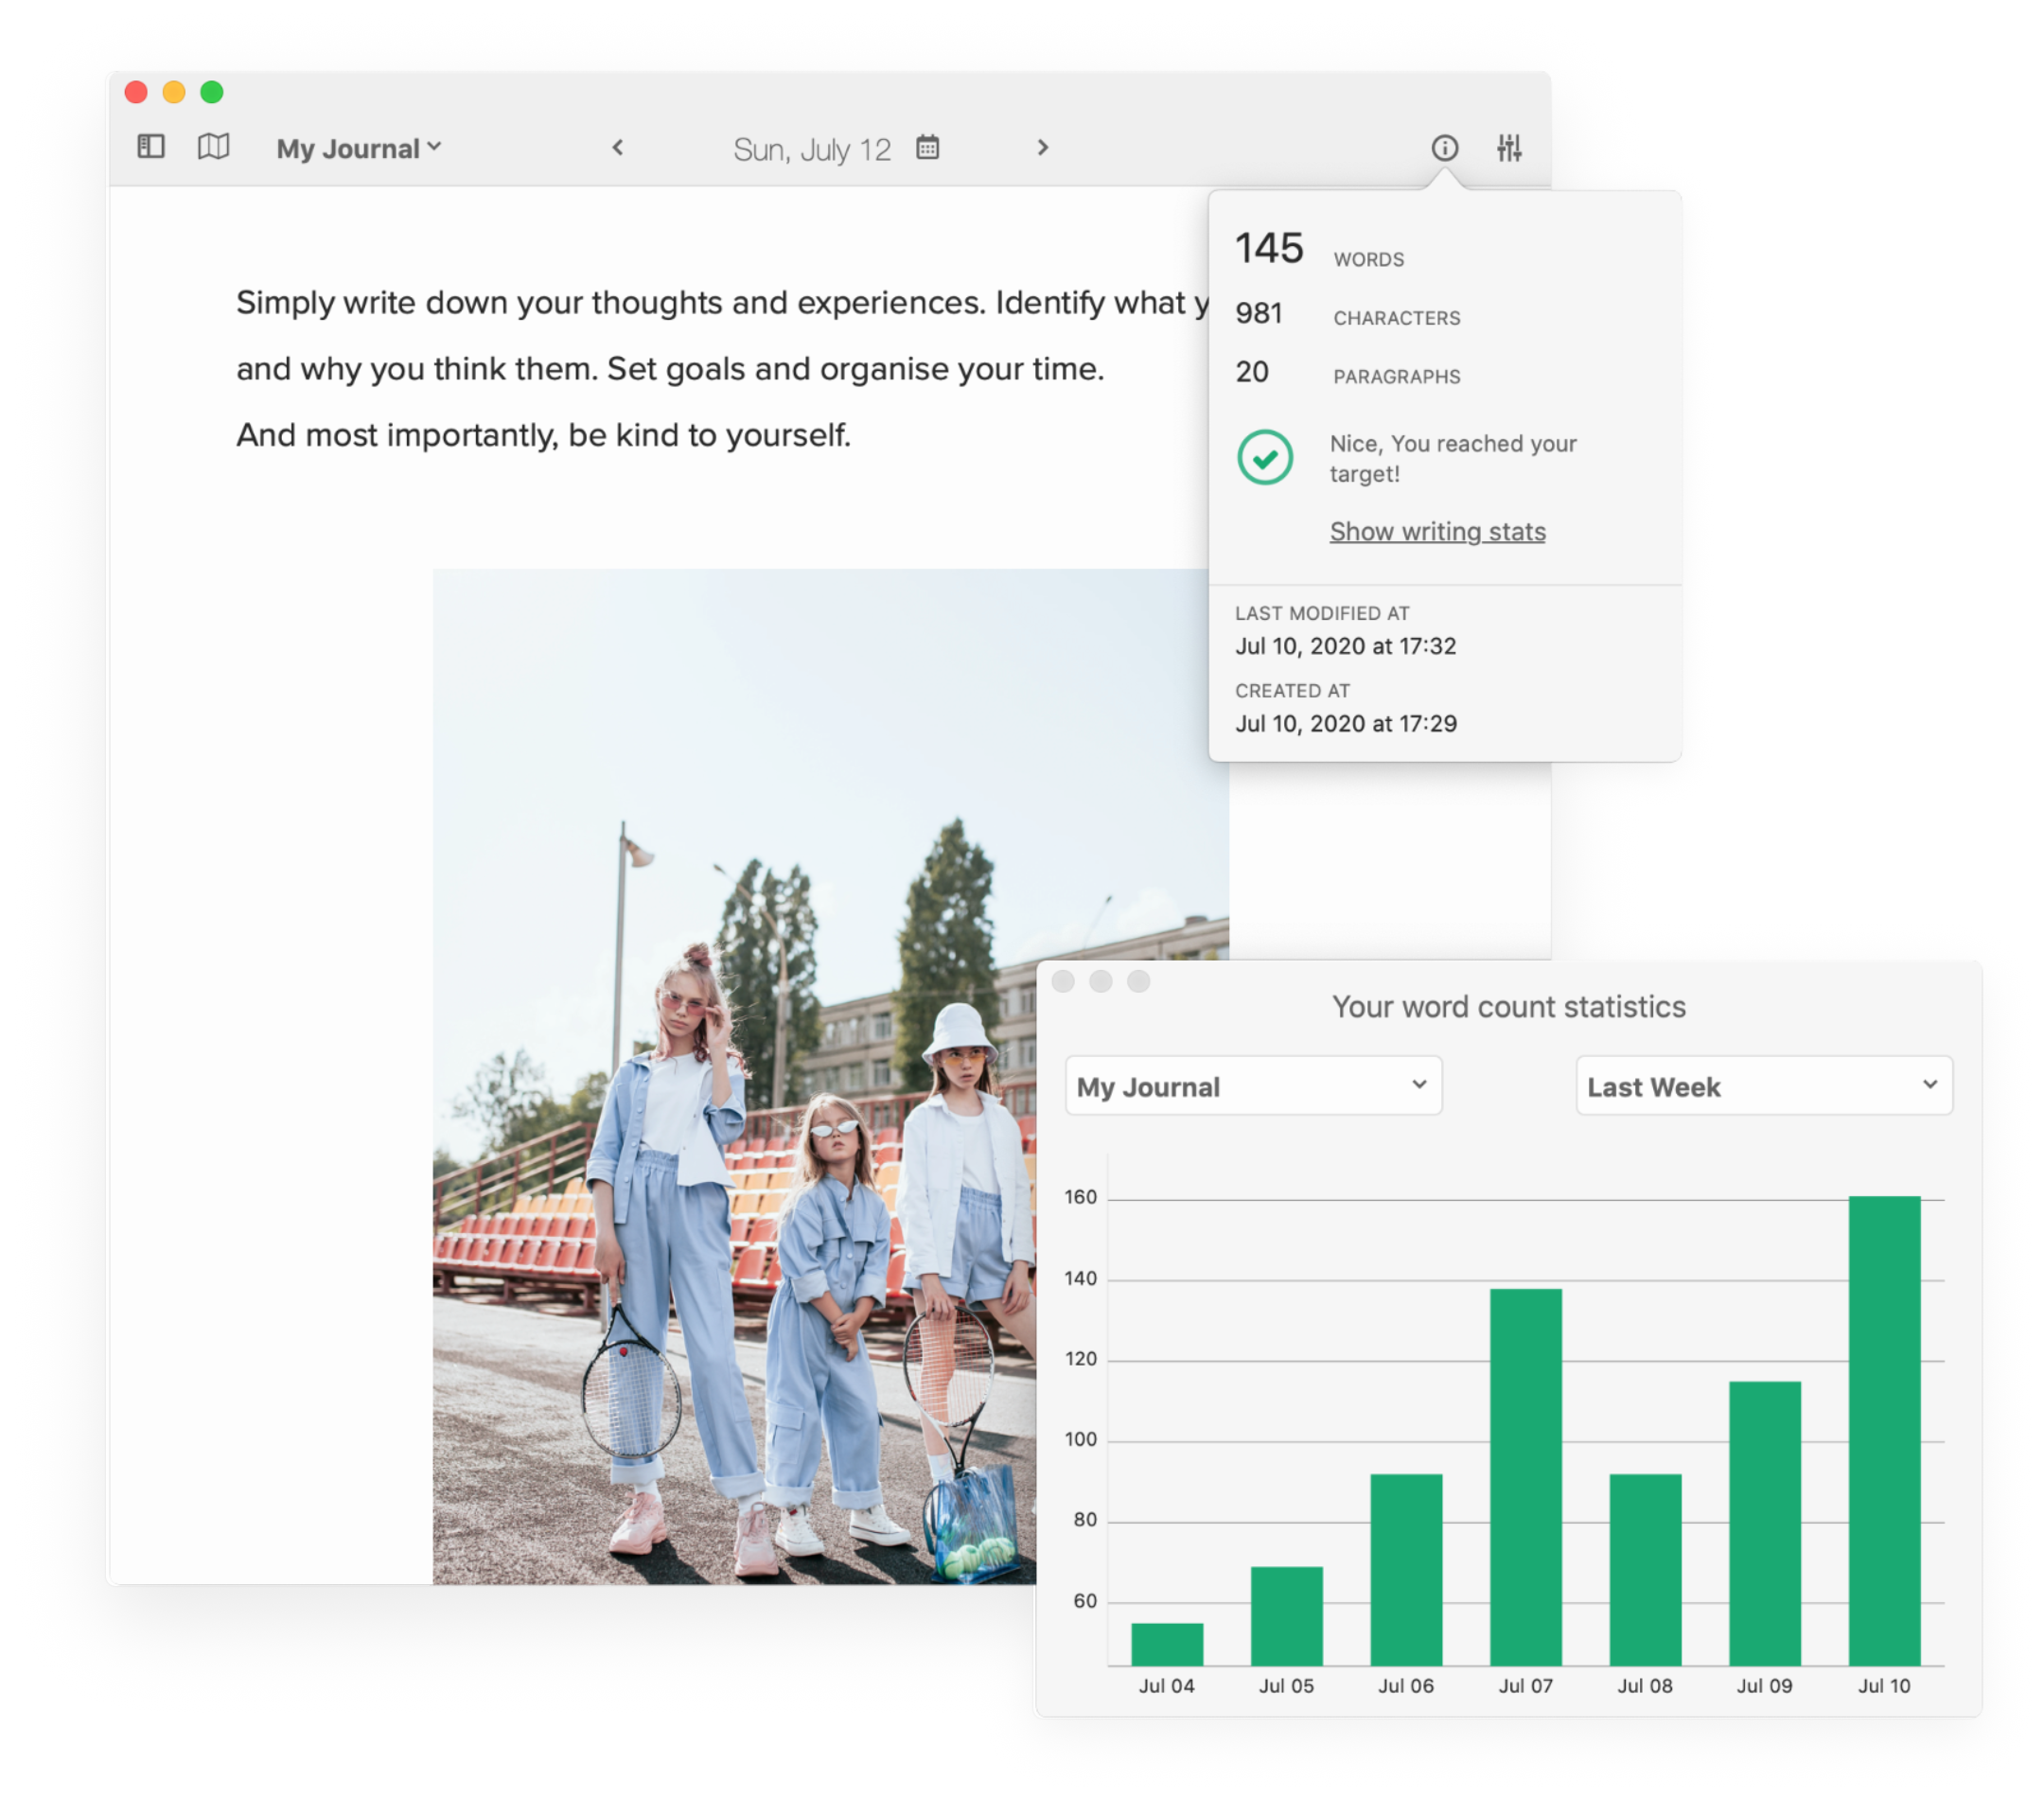 My Journal
Sun, July 12
Simply write down your thoughts and experiences. Identify what y
and why you think them. Set goals and organise your time.
And most importantly, be kind to yourself.
145 WORDS
981 CHARACTERS
20 PARAGRAPHS
Nice, You reached your
target!
Show writing stats
LAST MODIFIED AT
Jul 10, 2020 at 17:32
CREATED AT
Jul 10, 2020 at 17:29
Your word count statistics
My Journal
Last Week
160
140
120
100
80
60
Jul 04 Jul 05 Jul 06 Jul 07 Jul 08 Jul 09 Jul 10